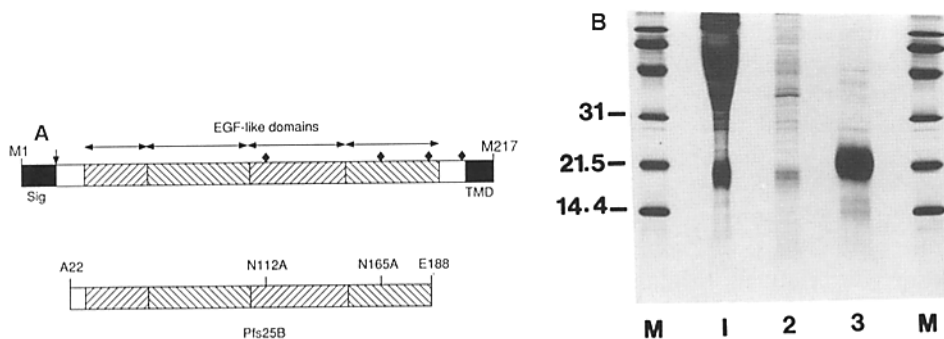 A
EGF-like domains
M1
M217
Sig
TMD
A22
N112A
N165A
E188
Pfs25B
B
31
21.5
14.4
M 1 2 3 M